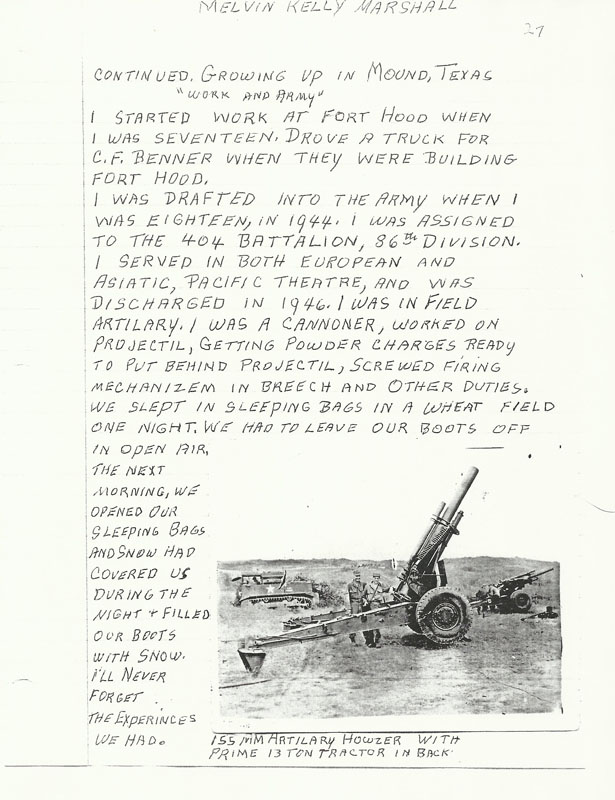 MELVIN KELLY MARSHALL
27
CONTINUED. GROWING UP IN MOUND, TEXAS
"WORK AND ARMY"
I STARTED WORK AT FORT HOOD WHEN
I WAS SEVENTEEN. DROVE A TRUCK FOR
C.F. BENNER WHEN THEY WERE BUILDING
FORT HOOD.
I WAS DRAFTED INTO THE ARMY WHEN I
WAS EIGHTEEN, IN 1944. I WAS ASSIGNED
TO THE 404 BATTALION, 86th DIVISION.
I SERVED IN BOTH EUROPEAN AND
ASIATIC, PACIFIC THEATRE, AND WAS
DISCHARGED IN 1946. I WAS IN FIELD
ARTILARY. I WAS A CANNONER, WORKED ON
PROJECTIL, GETTING POWDER CHARGES READY
TO PUT BEHIND PROJECTIL, SCREWED FIRING
MECHANIZEM IN BREECH AND OTHER DUTIES.
WE SLEPT IN SLEEPING BAGS IN A WHEAT FIELD
ONE NIGHT. WE HAD TO LEAVE OUR BOOTS OFF
IN OPEN AIR.
THE NEXT
MORNING, WE
OPENED OUR
SLEEPING BAGS
AND SNOW HAD
COVERED US
DURING THE
NIGHT + FILLED
OUR BOOTS
WITH SNOW.
I'LL NEVER
FORGET
THE EXPERINCES
WE HAD.
155 MM ARTILARY HOWZER WITH
PRIME 13 TON TRACTOR IN BACK.